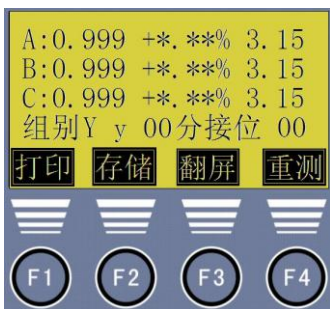 A:0.999 +*.**% 3.15
B:0.999 +*.**% 3.15
C:0.999 +*.**% 3.15
组别Y y 00分接位 00
打印 存储 翻屏 重测
F1 F2 F3 F4